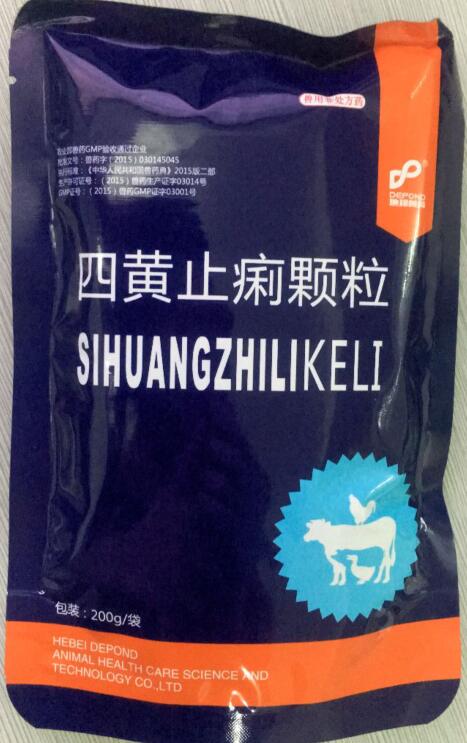 兽用非处方药
农业部兽药GMP验收通过企业
批准文号：兽药字（2015）030145045
执行标准：《中华人民共和国兽药典》2015版二部
生产许可证号：（2015）兽药生产证字03014号
GMP证号：（2015）兽药GMP证字03001号
DEPOND
四黄止痢颗粒
SIHUANGZHILIKELI
包装：200g/袋
HEBEI DEPOND
ANIMAL HEALTH CARE SCIENCE AND
TECHNOLOGY CO.,LTD